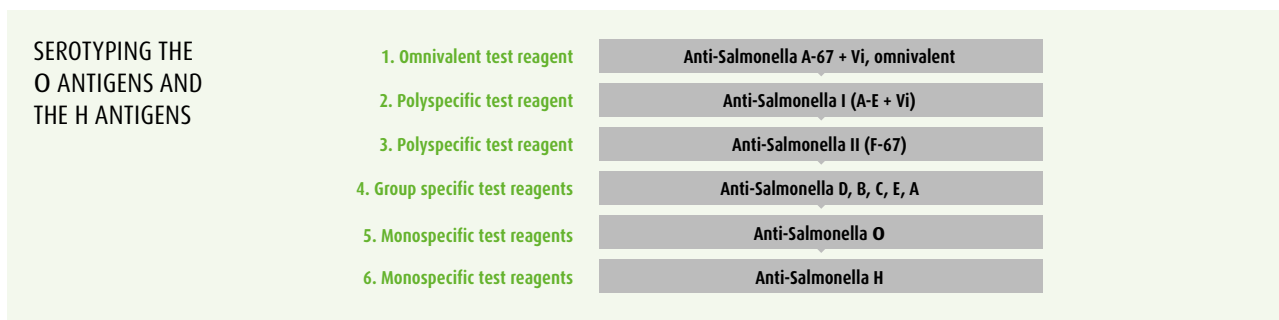 SEROTYPING THE
O ANTIGENS AND
THE H ANTIGENS
1. Omnivalent test reagent Anti-Salmonella A-67 + Vi, omnivalent
2. Polyspecific test reagent Anti-Salmonella I (A-E + Vi)
3. Polyspecific test reagent Anti-Salmonella II (F-67)
4. Group specific test reagents Anti-Salmonella D, B, C, E, A
5. Monospecific test reagents Anti-Salmonella O
6. Monospecific test reagents Anti-Salmonella H